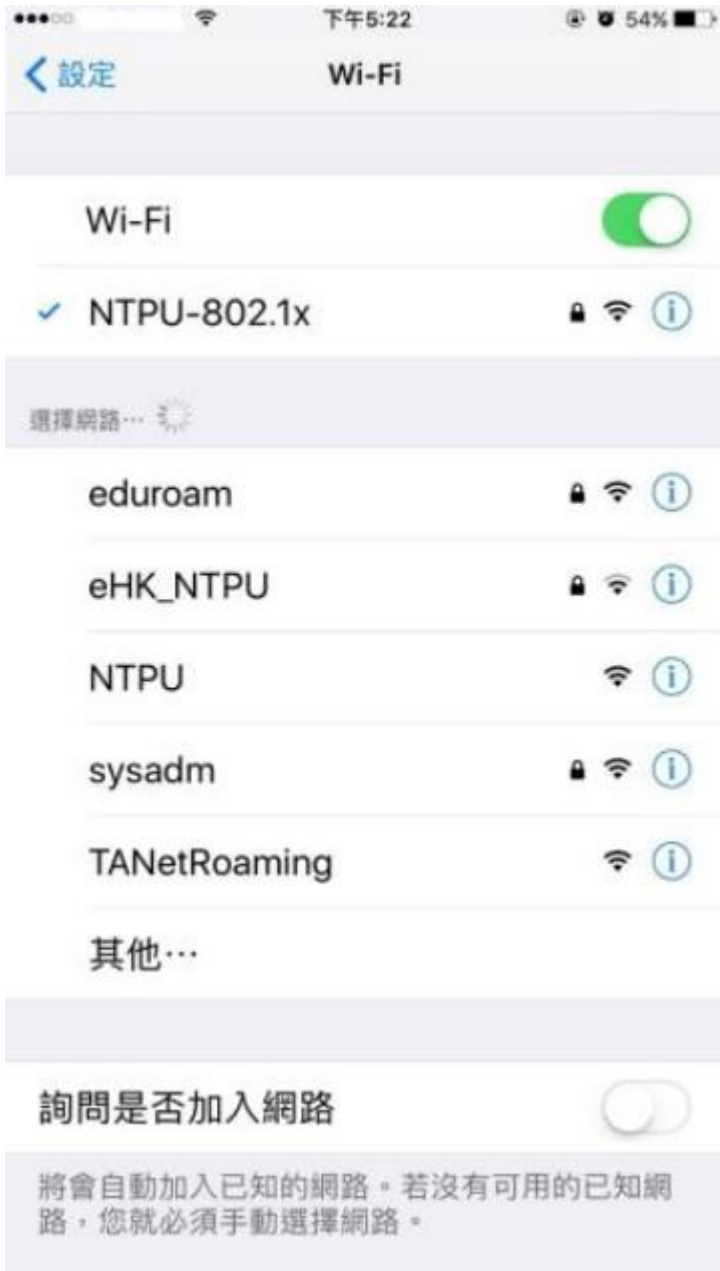 下午5:22
54%
設定
Wi-Fi
Wi-Fi
NTPU-802.1x
選擇網路⋯
eduroam
eHK_NTPU
NTPU
sysadm
TANetRoaming
其他⋯
詢問是否加入網路
將會自動加入已知的網路。若沒有可用的已知網
路，您就必須手動選擇網路。